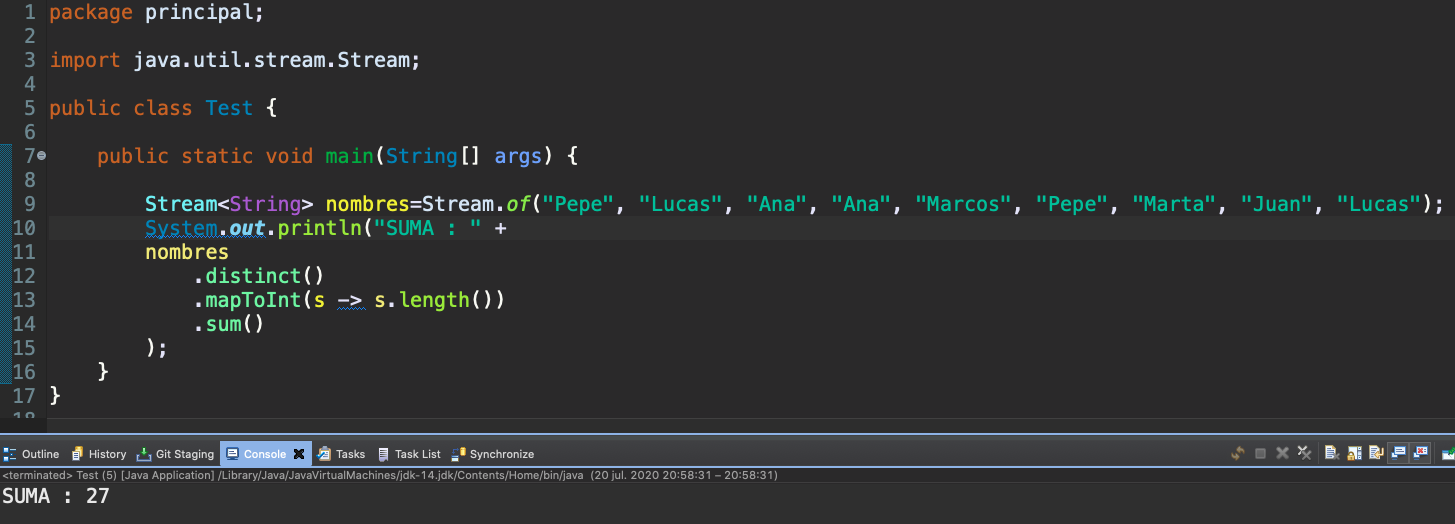 1 package principal;
2
3 import java.util.stream.Stream;
4
5 public class Test {
6
7 public static void main(String[] args) {
8
9 Stream<String> nombres=Stream.of("Pepe", "Lucas", "Ana", "Ana", "Marcos", "Pepe", "Marta", "Juan", "Lucas");
10 System.out.println("SUMA : " +
11 nombres
12 .distinct()
13 .mapToInt(s -> s.length())
14 .sum()
15 );
16 }
17 }
18
Outline History Git Staging Console Tasks Task List Synchronize
<terminated> Test (5) [Java Application] /Library/Java/JavaVirtualMachines/jdk-14.jdk/Contents/Home/bin/java (20 jul. 2020 20:58:31 – 20:58:31)
SUMA : 27